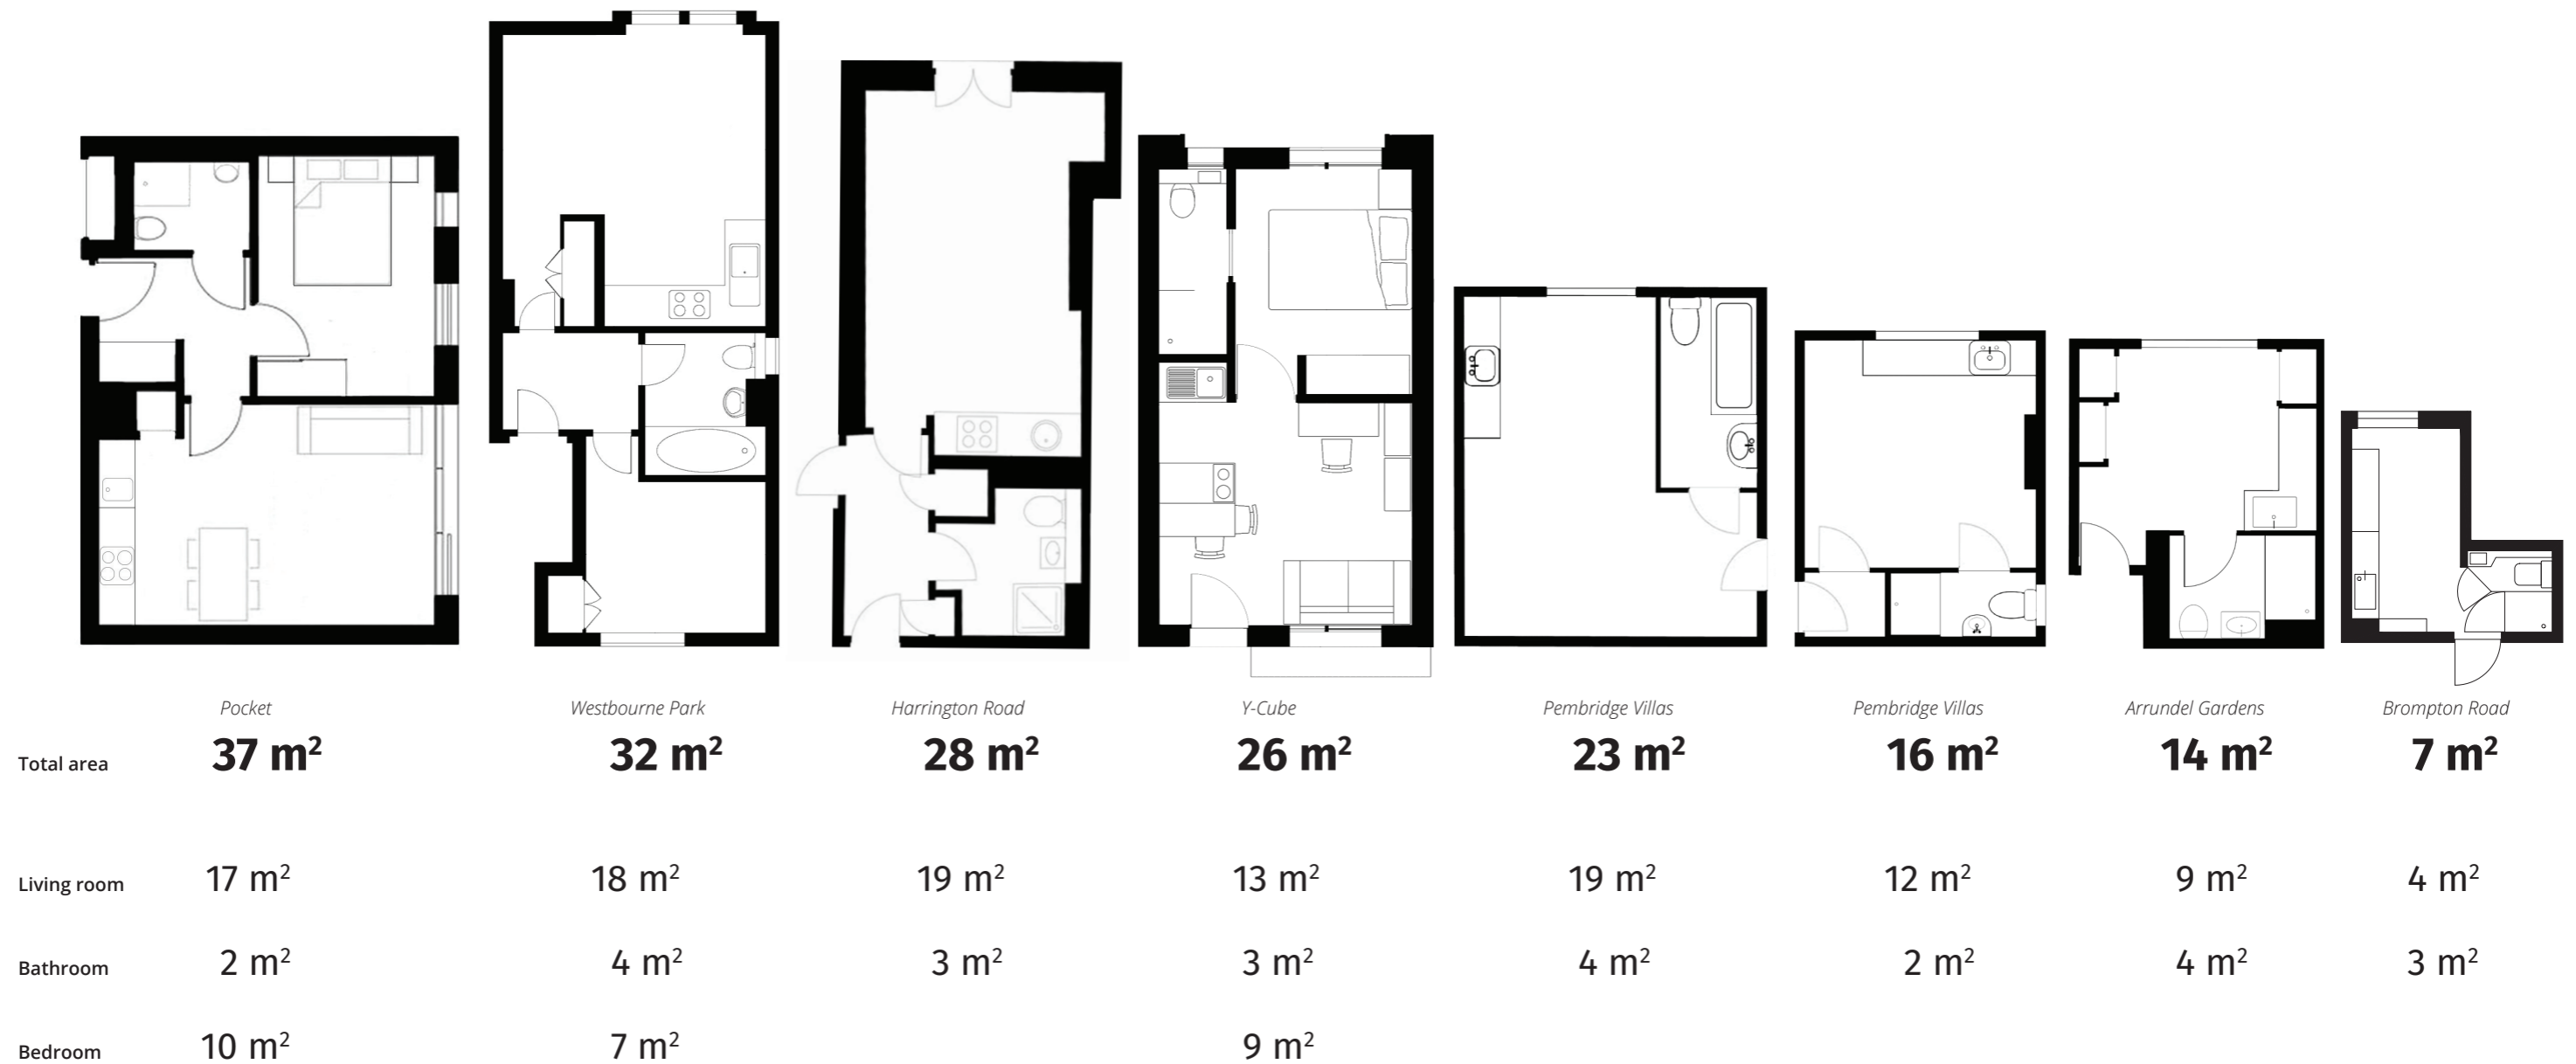 Pocket Westbourne Park Harrington Road Y-Cube Pembridge Villas Pembridge Villas Arrundel Gardens Brompton Road
Total area 37 m² 32 m² 28 m² 26 m² 23 m² 16 m² 14 m² 7 m²
Living room 17 m² 18 m² 19 m² 13 m² 19 m² 12 m² 9 m² 4 m²
Bathroom 2 m² 4 m² 3 m² 3 m² 4 m² 2 m² 4 m² 3 m²
Bedroom 10 m² 7 m² 9 m²